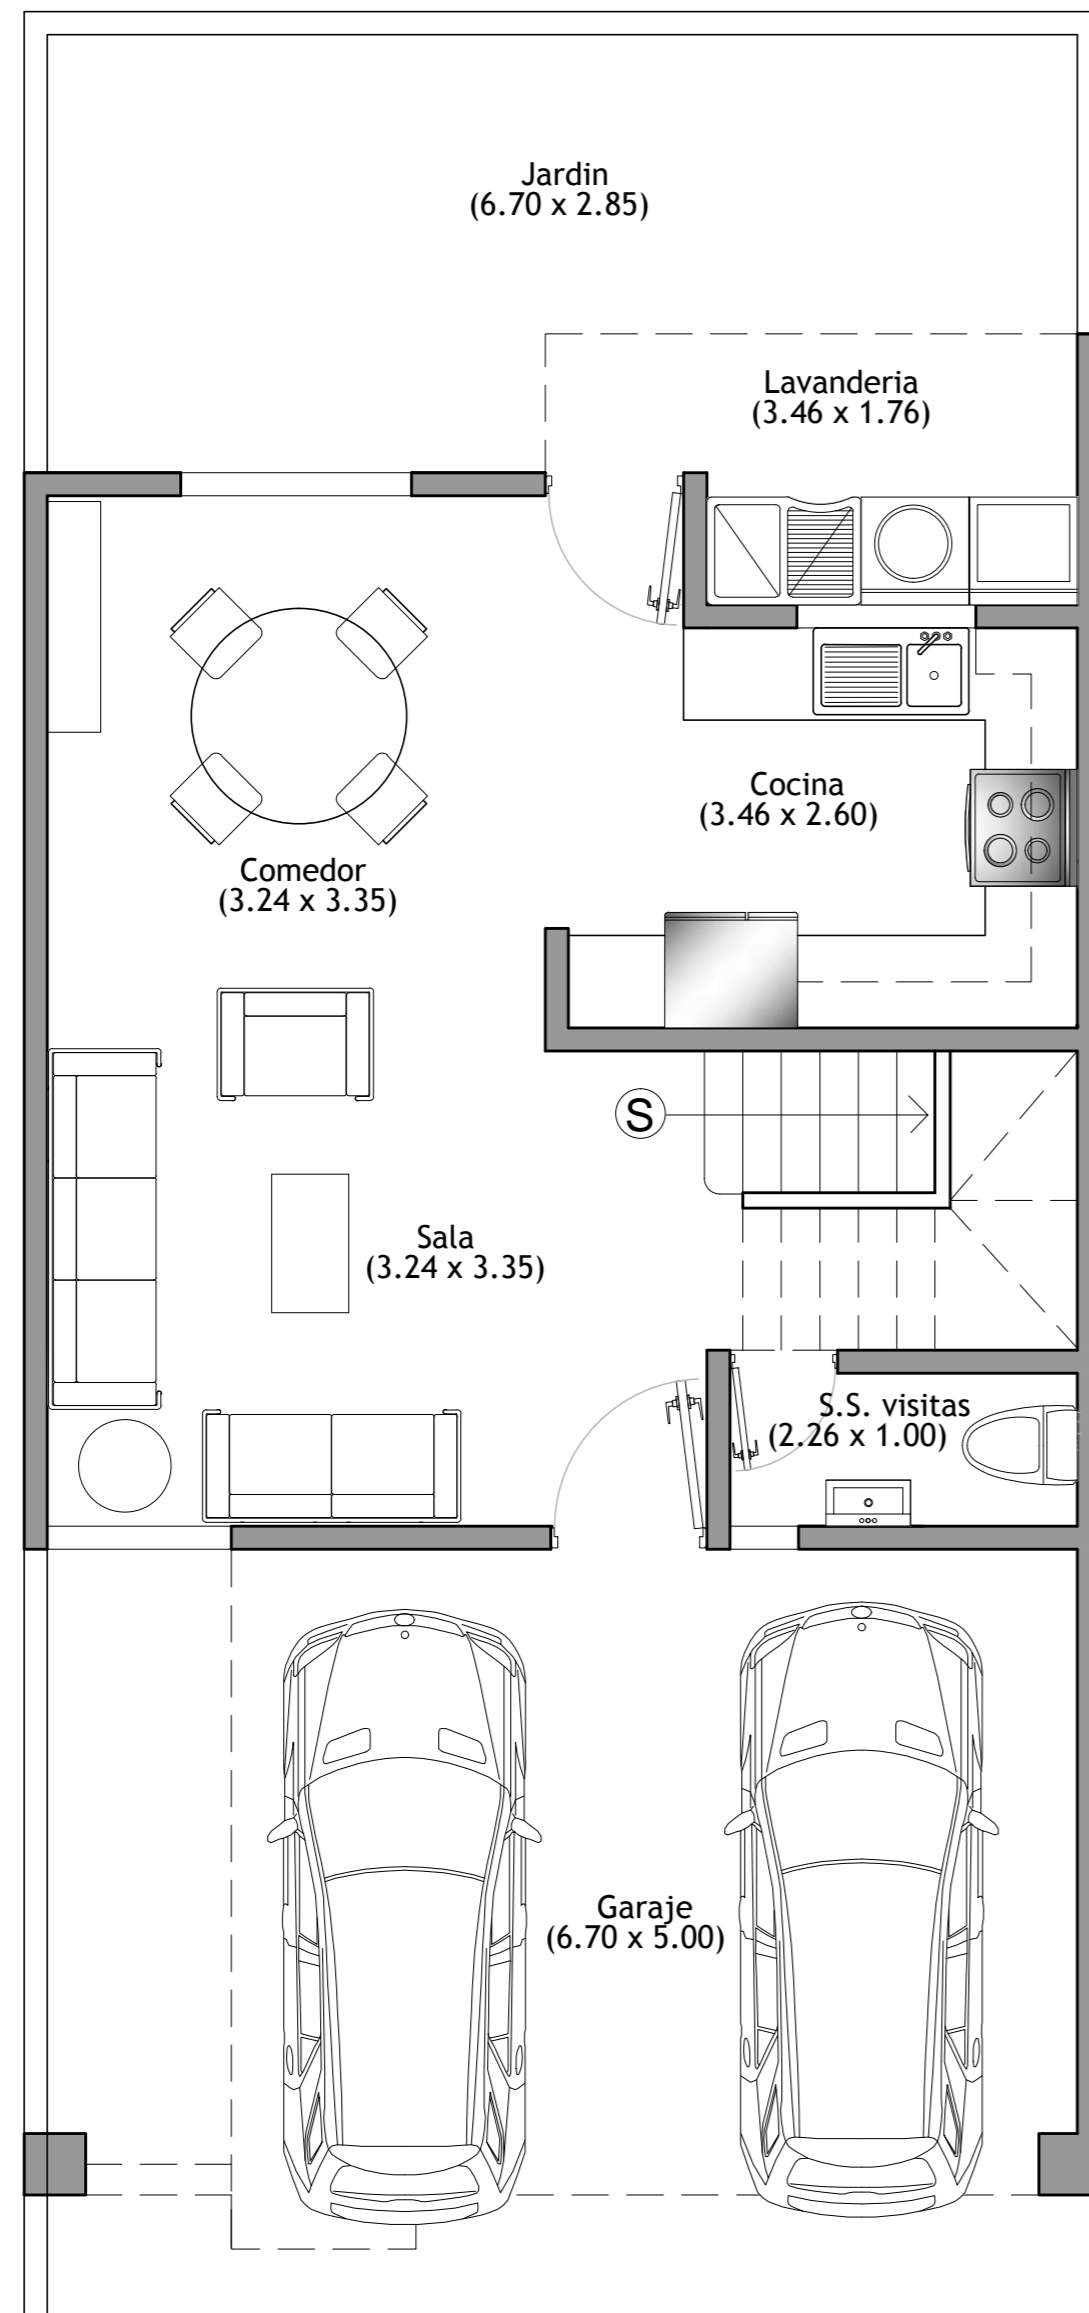 Jardin
(6.70 x 2.85)
Lavanderia
(3.46 x 1.76)
Cocina
(3.46 x 2.60)
Comedor
(3.24 x 3.35)
S
Sala
(3.24 x 3.35)
S.S. visitas
(2.26 x 1.00)
Garaje
(6.70 x 5.00)